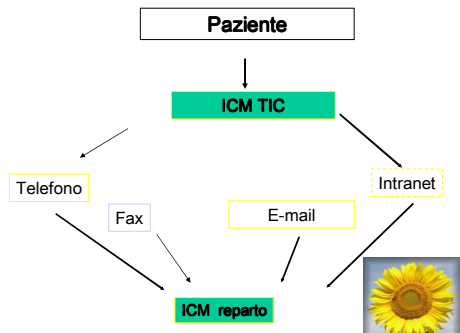 Paziente
ICM TIC
Telefono
Intranet
Fax
E-mail
ICM reparto